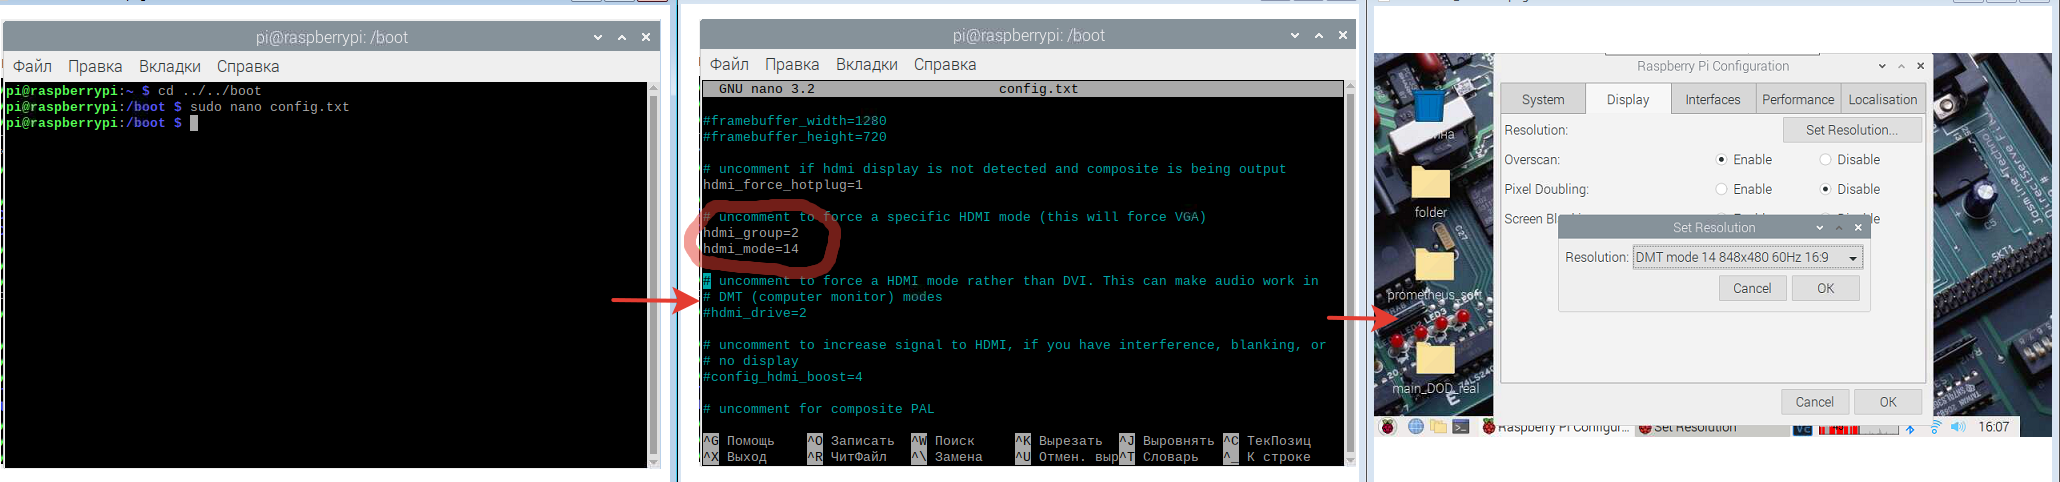 pi@raspberrypi: /boot
Файл Правка Вкладки Справка
pi@raspberrypi:~ $ cd ../../boot
pi@raspberrypi:/boot $ sudo nano config.txt
pi@raspberrypi:/boot $
pi@raspberrypi: /boot
Файл Правка Вкладки Справка
GNU nano 3.2 config.txt
#framebuffer_width=1280
#framebuffer_height=720
# uncomment if hdmi display is not detected and composite is being output
hdmi_force_hotplug=1
# uncomment to force a specific HDMI mode (this will force VGA)
hdmi_group=2
hdmi_mode=14
# uncomment to force a HDMI mode rather than DVI. This can make audio work in
# DMT (computer monitor) modes
#hdmi_drive=2
# uncomment to increase signal to HDMI, if you have interference, blanking, or
# no display
#config_hdmi_boost=4
# uncomment for composite PAL
^G Помощь ^O Записать ^W Поиск ^K Вырезать ^J Выровнять ^C ТекПозиц
^X Выход ^R ЧитФайл ^\ Замена ^U Отмен. выр ^T Словарь ^_ К строке
Raspberry Pi Configuration
System Display Interfaces Performance Localisation
Resolution: Set Resolution...
Overscan: Enable Disable
Pixel Doubling: Enable Disable
Screen
Set Resolution
Resolution: DMT mode 14 848x480 60Hz 16:9
Cancel OK
Cancel OK
folder
prometheus_soft
main_DOD_real
Raspberry Pi Configur... Set Resolution 16:07